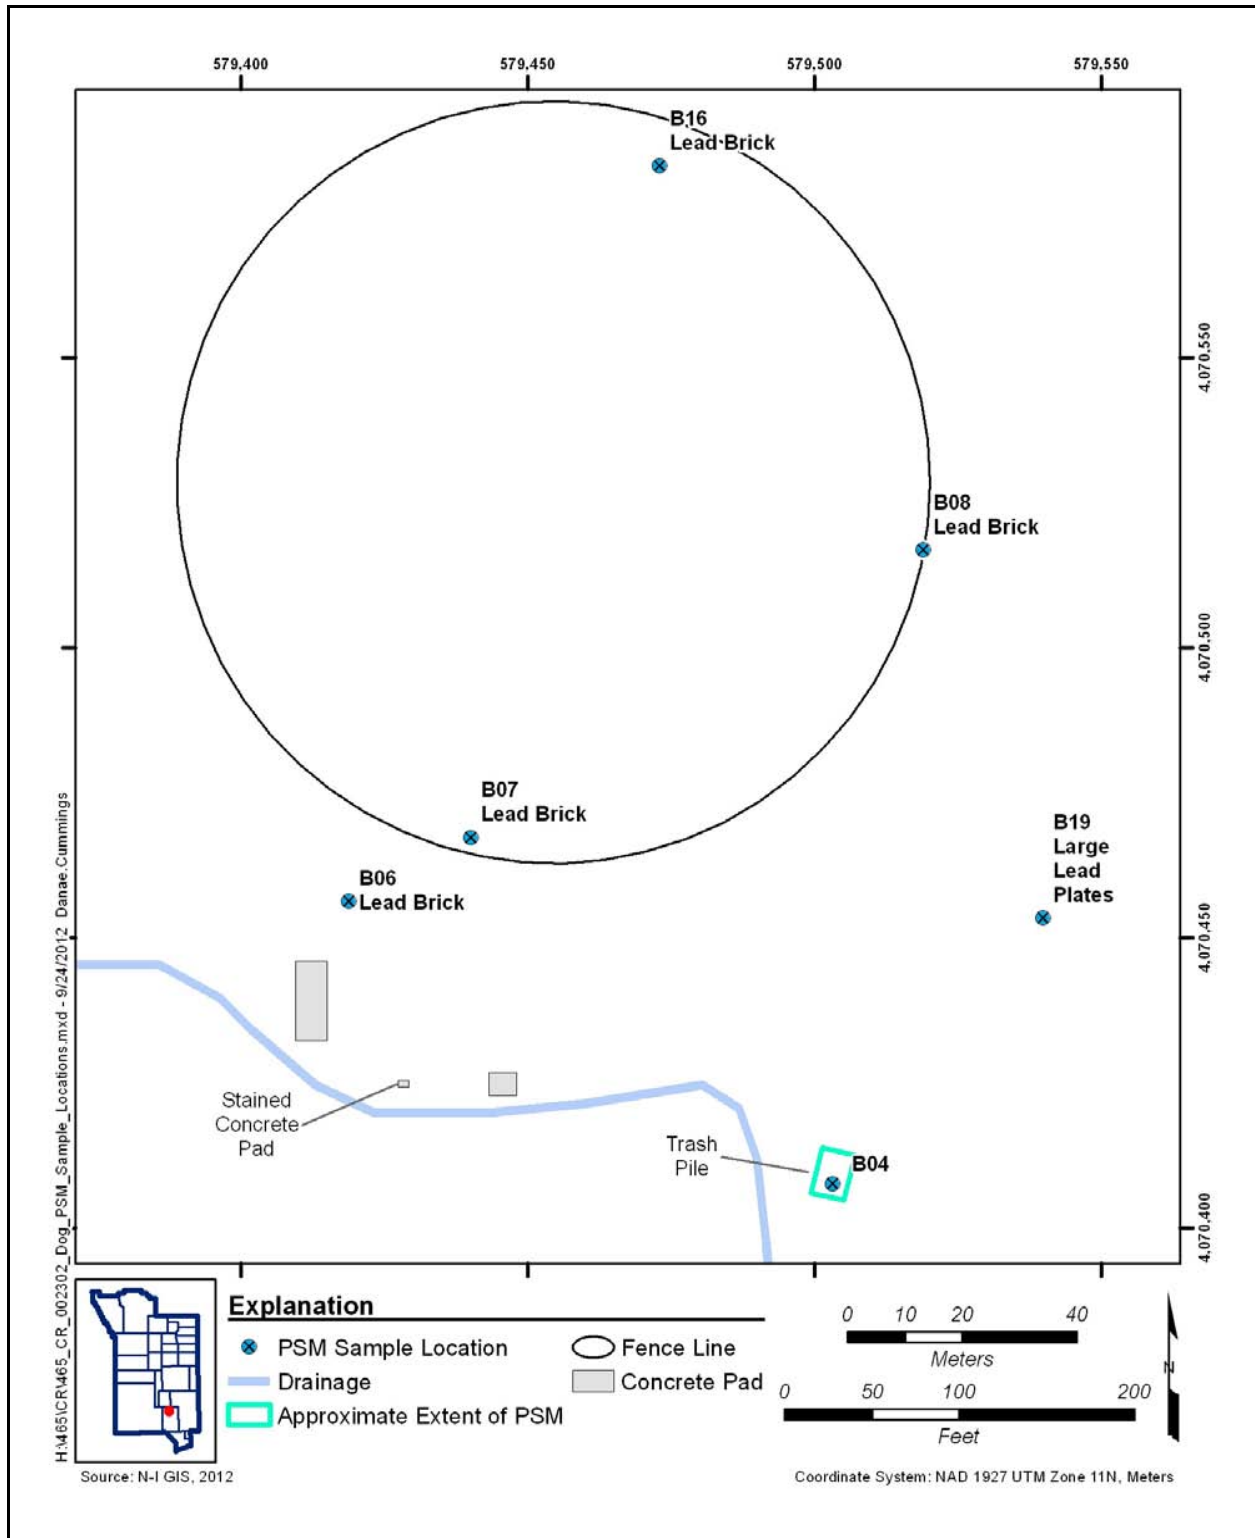 579,400 579,450 579,500 579,550
B16
Lead Brick
4,070,550
B08
Lead Brick
4,070,500
B07
Lead Brick
B06
Lead Brick
B19
Large
Lead
Plates
4,070,450
Stained
Concrete
Pad
Trash
Pile
B04
4,070,400
H:\465\CR\465_CR_002302_Dog_PSM_Sample_Locations.mxd - 9/24/2012 Danae.Cummings
Explanation
PSM Sample Location
Fence Line
Drainage
Concrete Pad
Approximate Extent of PSM
0 10 20 40
Meters
0 50 100 200
Feet
N
Source: N-I GIS, 2012
Coordinate System: NAD 1927 UTM Zone 11N, Meters